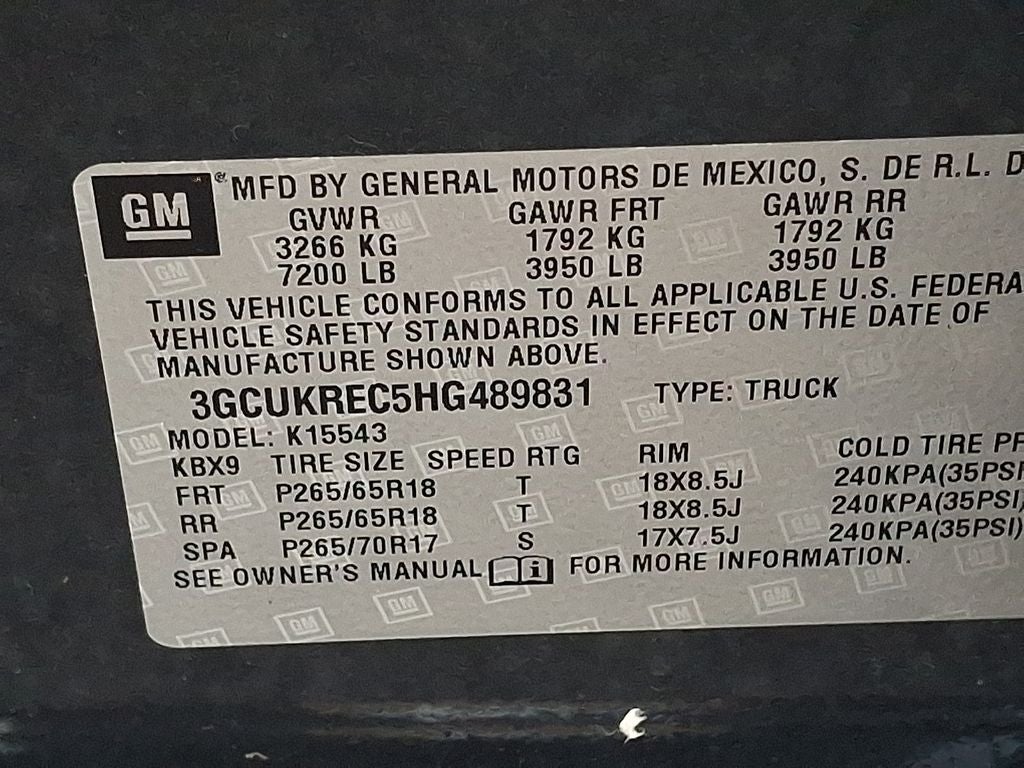 GM ® MFD BY GENERAL MOTORS DE MEXICO, S. DE R.L. D
GVWR GAWR FRT GAWR RR
3266 KG 1792 KG 1792 KG
7200 LB 3950 LB 3950 LB
THIS VEHICLE CONFORMS TO ALL APPLICABLE U.S. FEDERA
VEHICLE SAFETY STANDARDS IN EFFECT ON THE DATE OF
MANUFACTURE SHOWN ABOVE.
3GCUKREC5HG489831 TYPE: TRUCK
MODEL: K15543
KBX9 TIRE SIZE SPEED RTG RIM COLD TIRE PR
FRT P265/65R18 T 18X8.5J 240KPA(35PSI
RR P265/65R18 T 18X8.5J 240KPA(35PSI)
SPA P265/70R17 S 17X7.5J 240KPA(35PSI)
SEE OWNER'S MANUAL i FOR MORE INFORMATION.